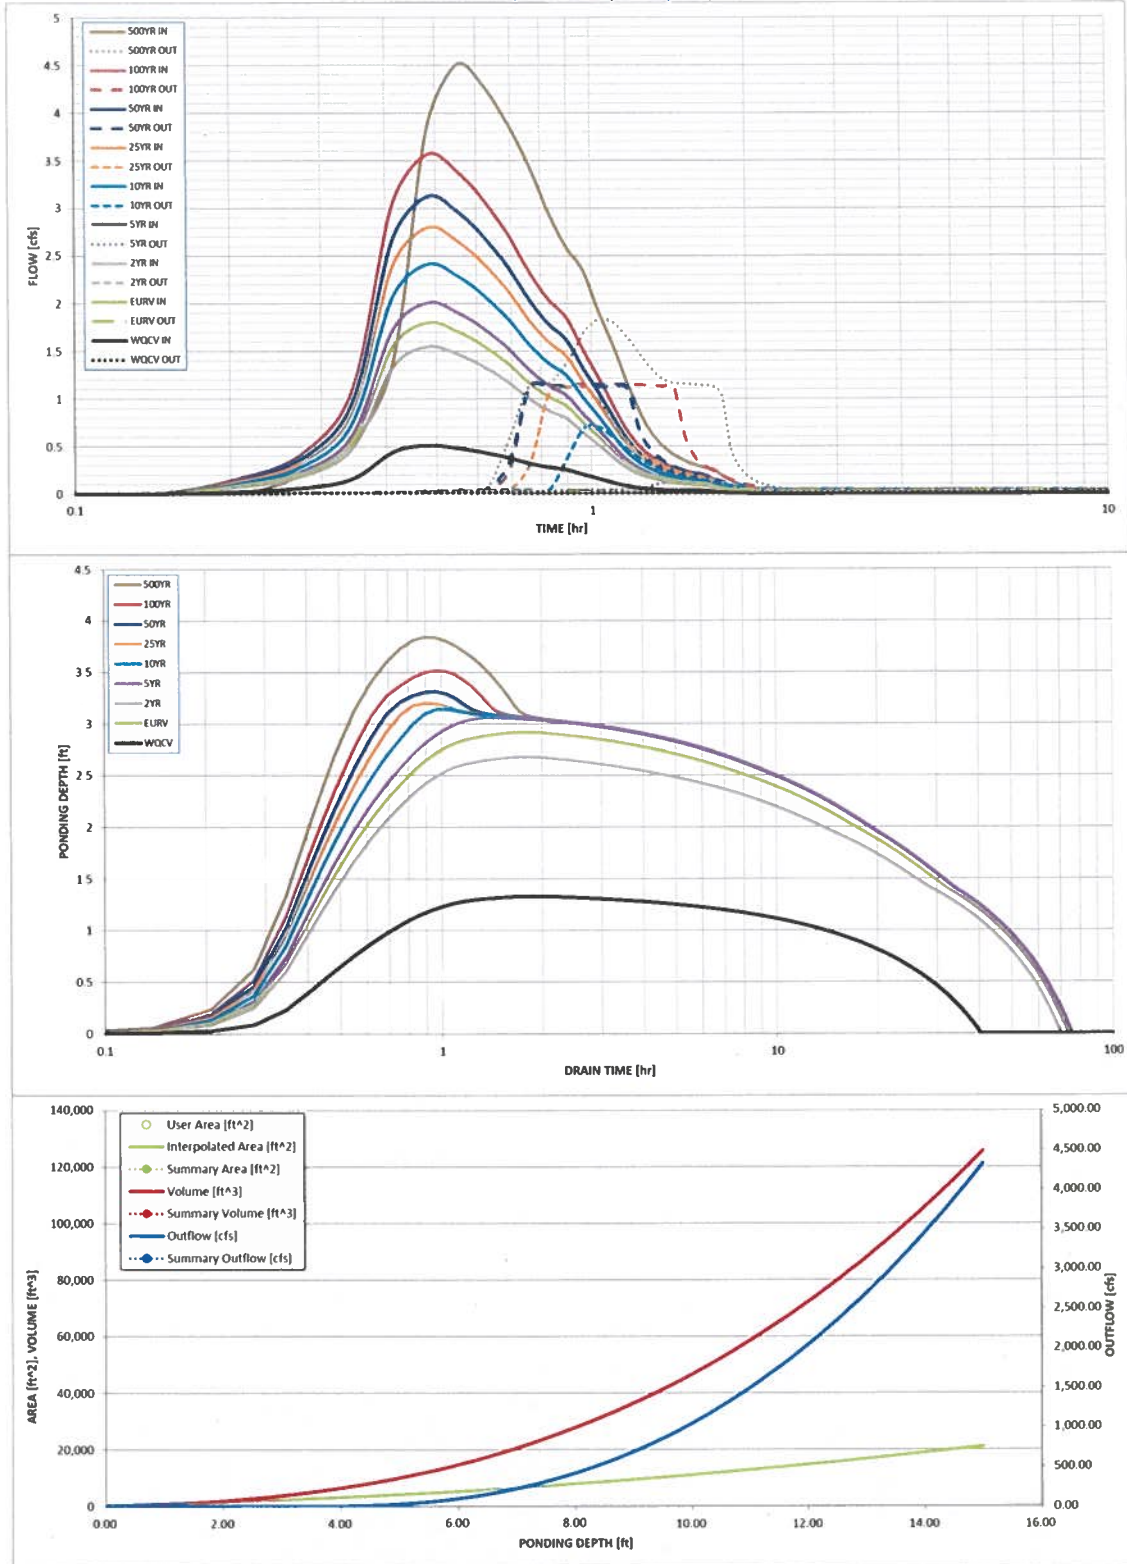 5
4.5
4
3.5
3
2.5
2
1.5
1
0.5
0
FLOW [cfs]
500YR IN
500YR OUT
100YR IN
100YR OUT
50YR IN
50YR OUT
25YR IN
25YR OUT
10YR IN
10YR OUT
5YR IN
5YR OUT
2YR IN
2YR OUT
EURV IN
EURV OUT
WQCV IN
WQCV OUT
0.1
1
10
TIME [hr]
4.5
4
3 5
3
2 5
2
1 5
1
0.5
0
PONDING DEPTH [ft]
500YR
100YR
50YR
25YR
10YR
5YR
2YR
EURV
WQCV
0.1
1
10
100
DRAIN TIME [hr]
140,000
120,000
100,000
80,000
60,000
40,000
20,000
0
AREA [ft^2], VOLUME [ft^3]
User Area [ft^2]
Interpolated Area [ft^2]
Summary Area [ft^2]
Volume [ft^3]
Summary Volume [ft^3]
Outflow [cfs]
Summary Outflow [cfs]
5,000.00
4,500.00
4,000.00
3,500.00
3,000.00
2,500.00
2,000.00
1,500.00
1,000.00
500.00
0.00
OUTFLOW [cfs]
0.00
2.00
4.00
6.00
8.00
10.00
12.00
14.00
16.00
PONDING DEPTH [ft]